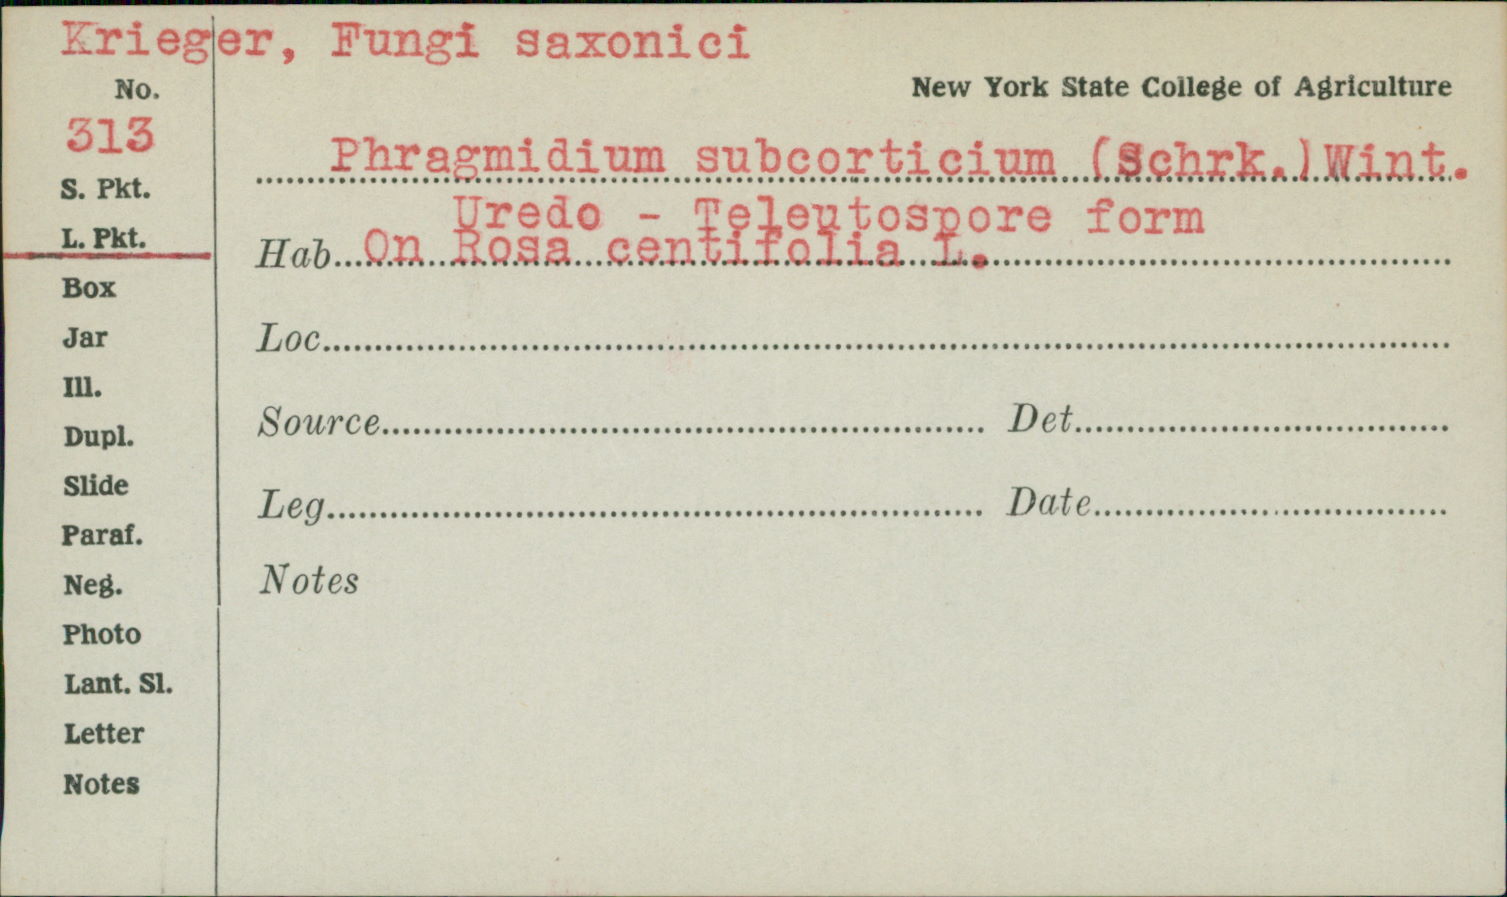 Krieger, Fungi saxonici
No.
New York State College of Agriculture
313
Phragmidium subcorticium (Schrk.)Wint.
S. Pkt.
Uredo - Teleutospore form
L. Pkt.
Hab. On Rosa centifolia L.
Box
Jar
Loc.
Ill.
Dupl.
Source Det.
Slide
Leg. Date
Paraf.
Neg.
Notes
Photo
Lant. Sl.
Letter
Notes